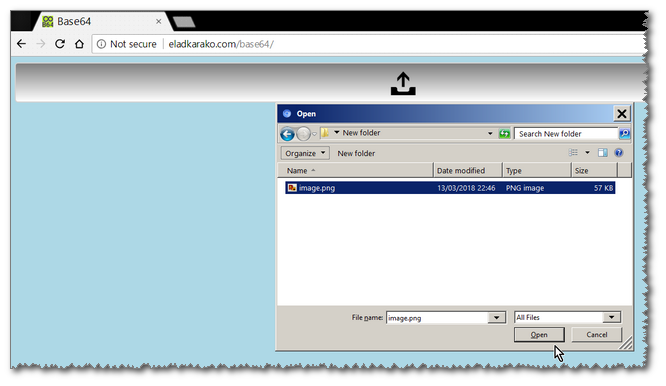 Base64
Not secure | eladkarako.com/base64/
Open
New folder
Search New folder
Organize
New folder
Name
Date modified
Type
Size
image.png
13/03/2018 22:46
PNG image
57 KB
File name:
image.png
All Files
Open
Cancel